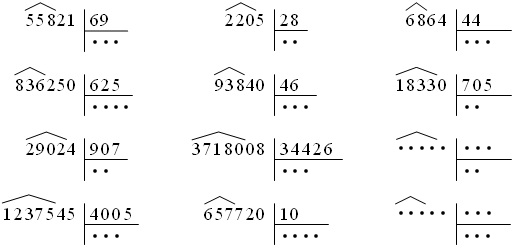 55821 69 2205 28 6864 44
• • • • • • • •
836250 625 93840 46 18330 705
• • • • • • • • •
29024 907 3718008 34426 • • • • • • • •
• • • • • • •
1237545 4005 657720 10 • • • • • • • •
• • • • • • • • • •